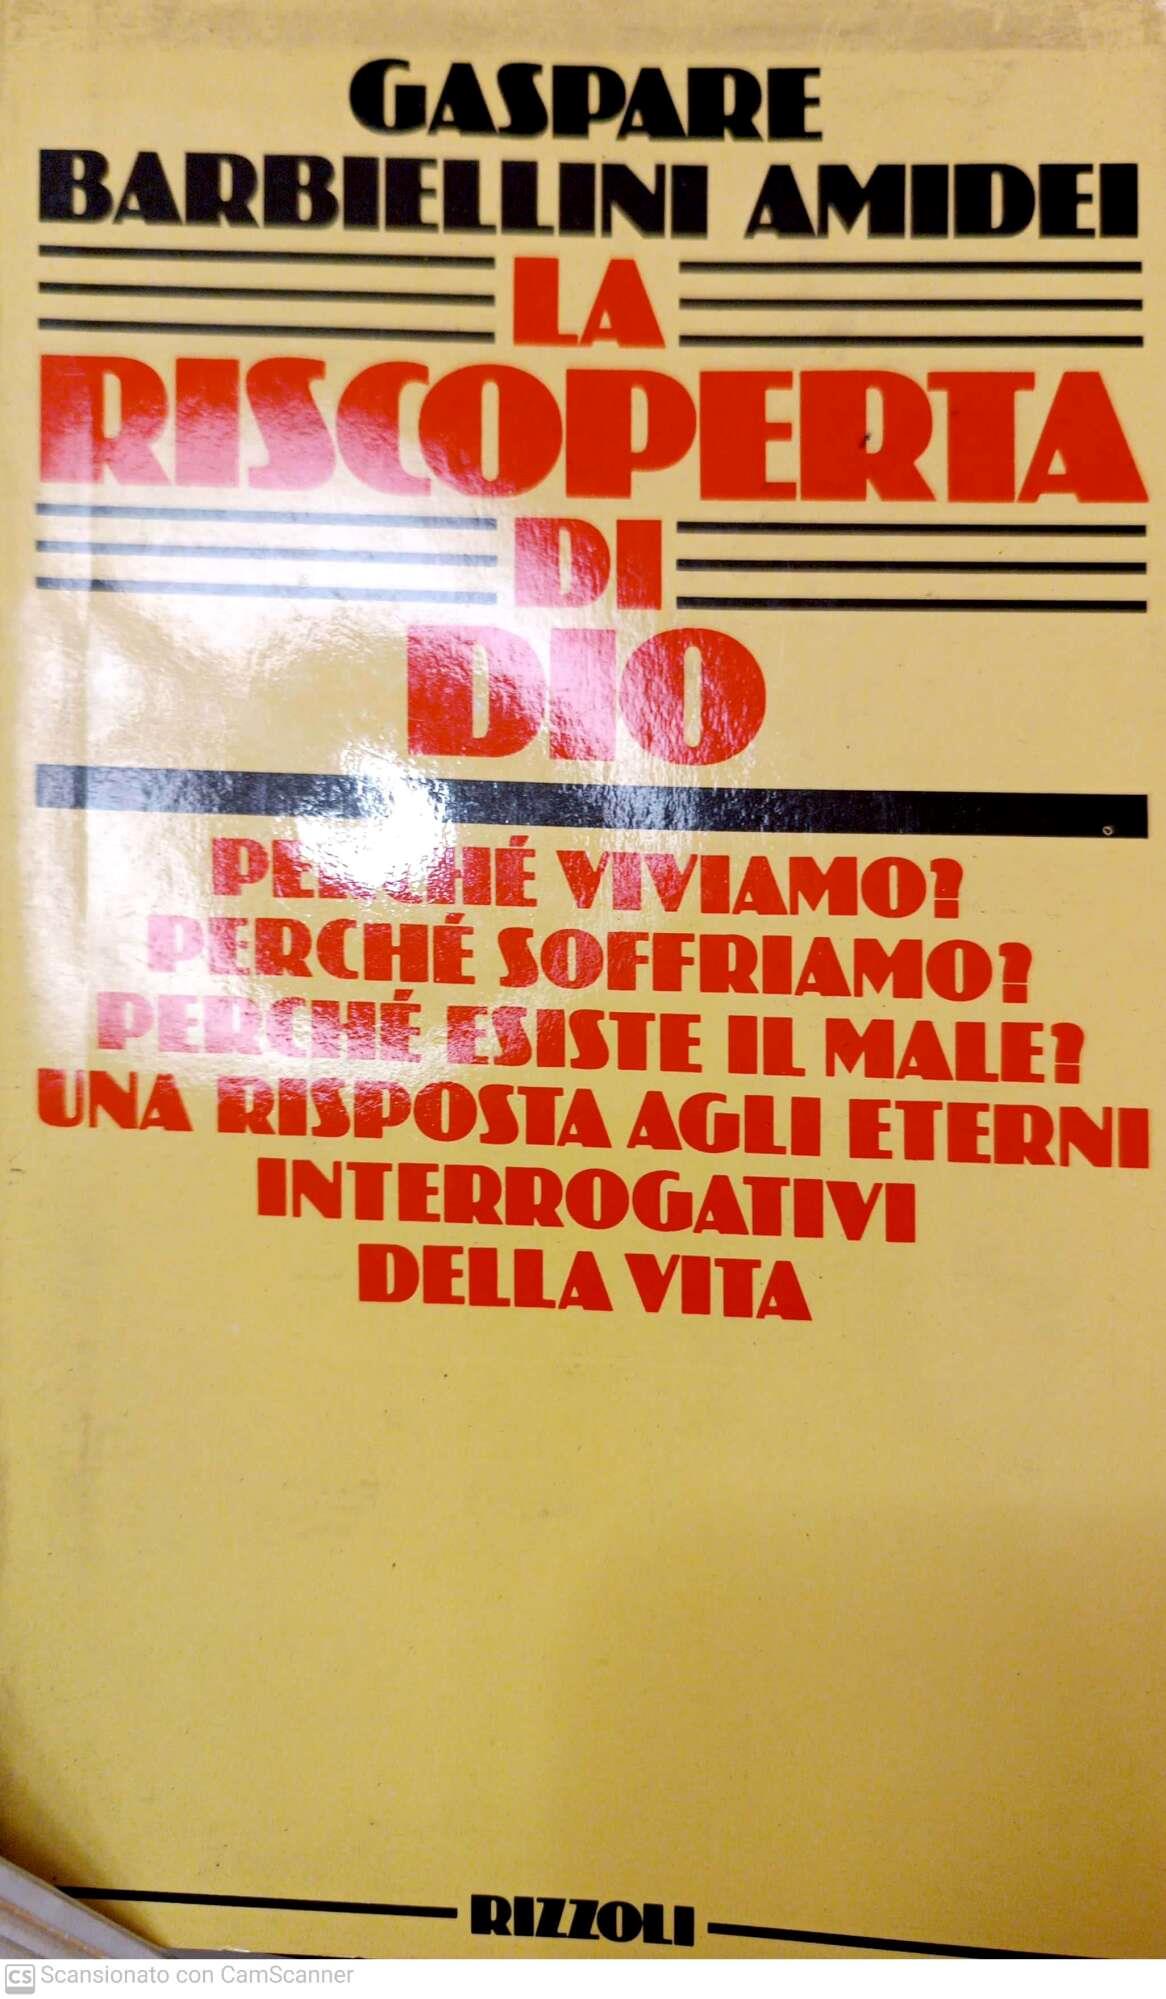 GASPARE
BARBIELLINI AMIDEI
LA
RISCOPERTA
DI
DIO
PERCHÉ VIVIAMO?
PERCHÉ SOFFRIAMO?
PERCHÉ ESISTE IL MALE?
UNA RISPOSTA AGLI ETERNI
INTERROGATIVI
DELLA VITA
RIZZOLI
CS Scansionato con CamScanner